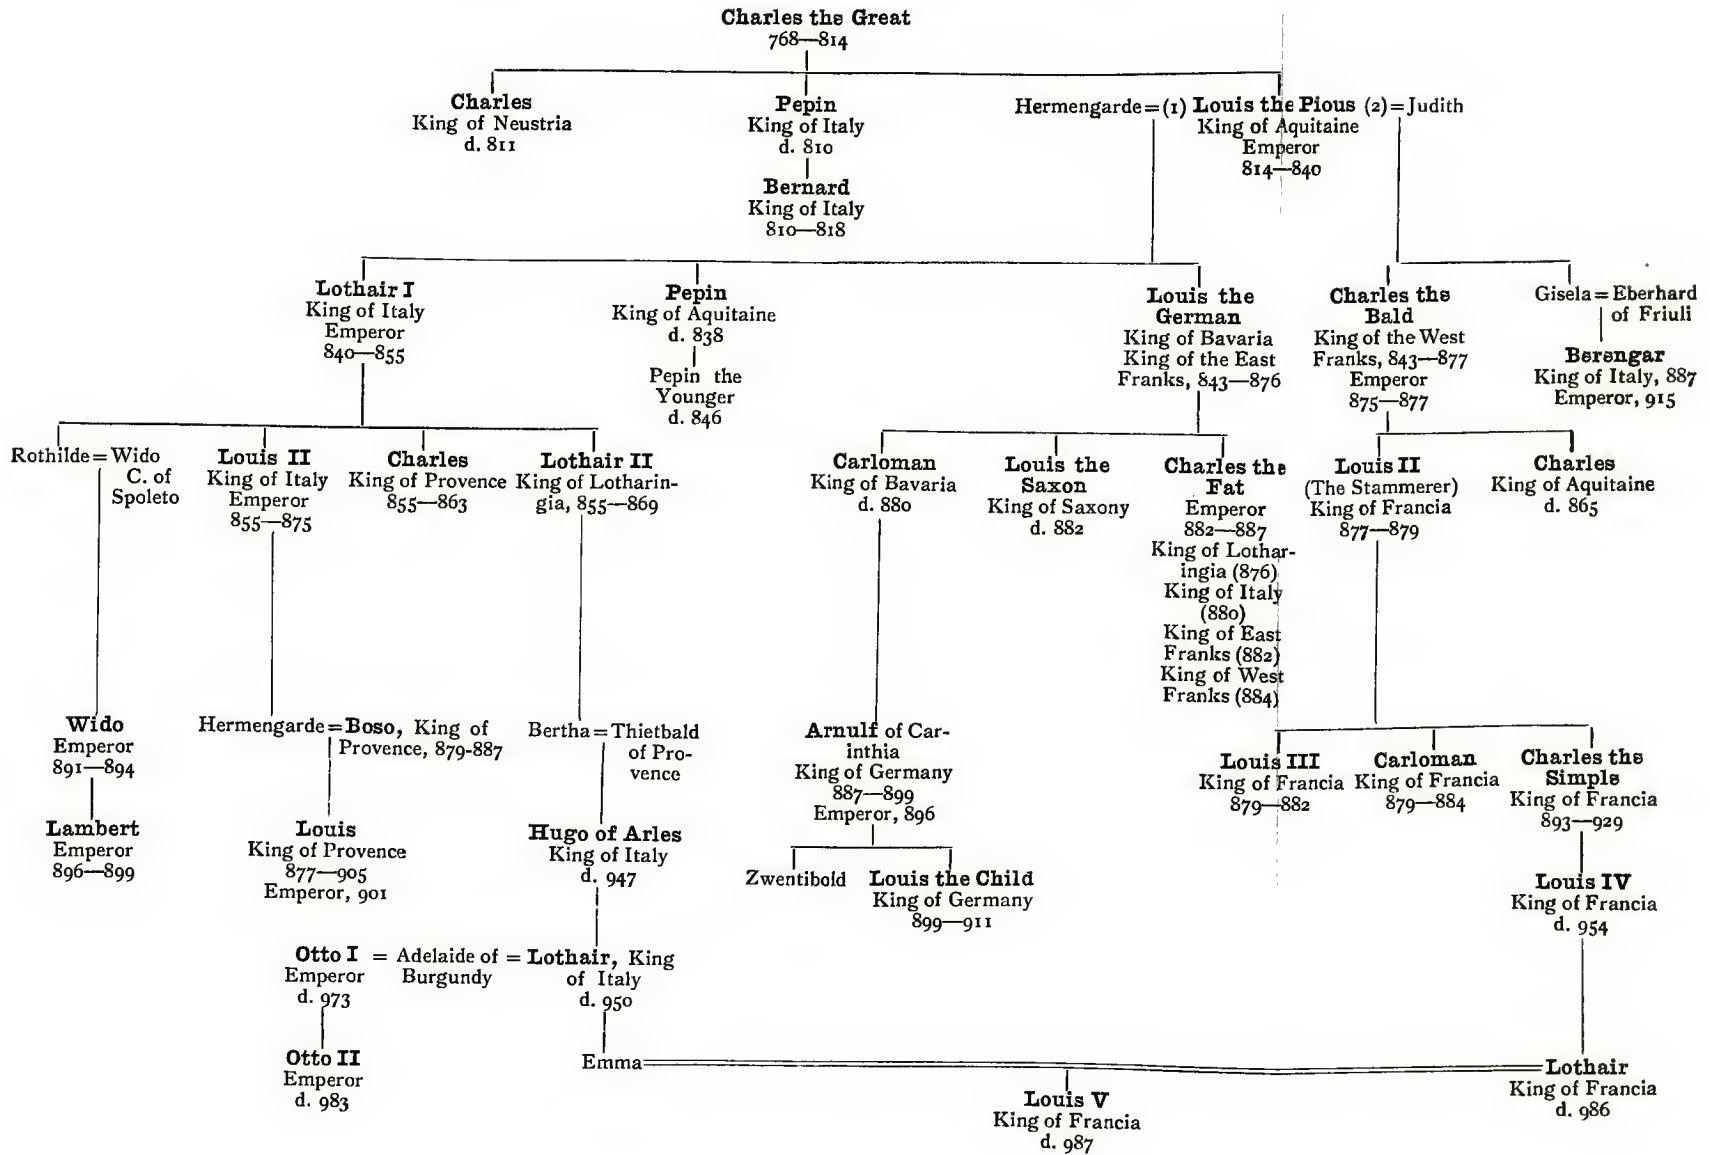 Charles the Great
768—814
Charles
King of Neustria
d. 811
Pepin
King of Italy
d. 810
Bernard
King of Italy
810—818
Hermengarde=(1) Louis the Pious (2)=Judith
King of Aquitaine
Emperor
814—840
Lothair I
King of Italy
Emperor
840—855
Pepin
King of Aquitaine
d. 838
Pepin the
Younger
d. 846
Louis the
German
King of Bavaria
King of the East
Franks, 843—876
Charles the
Bald
King of the West
Franks, 843—877
Emperor
875—877
Gisela=Eberhard
of Friuli
Berengar
King of Italy, 887
Emperor, 915
Rothilde=Wido
C. of
Spoleto
Louis II
King of Italy
Emperor
855—875
Charles
King of Provence
855—863
Lothair II
King of Lotharin-
gia, 855—869
Carloman
King of Bavaria
d. 880
Louis the
Saxon
King of Saxony
d. 882
Charles the
Fat
Emperor
882—887
King of Lothar-
ingia (876)
King of Italy
(880)
King of East
Franks (882)
King of West
Franks (884)
Louis II
(The Stammerer)
King of Francia
877—879
Charles
King of Aquitaine
d. 865
Wido
Emperor
891—894
Lambert
Emperor
896—899
Hermengarde=Boso, King of
Provence, 879-887
Louis
King of Provence
877—905
Emperor, 901
Bertha=Thietbald
of Pro-
vence
Hugo of Arles
King of Italy
d. 947
Arnulf of Car-
inthia
King of Germany
887—899
Emperor, 896
Zwentibold
Louis the Child
King of Germany
899—911
Louis III
King of Francia
879—882
Carloman
King of Francia
879—884
Charles the
Simple
King of Francia
893—929
Louis IV
King of Francia
d. 954
Otto I = Adelaide of = Lothair, King
Emperor Burgundy of Italy
d. 973 d. 950
Otto II
Emperor
d. 983
Emma
Lothair
King of Francia
d. 986
Louis V
King of Francia
d. 987